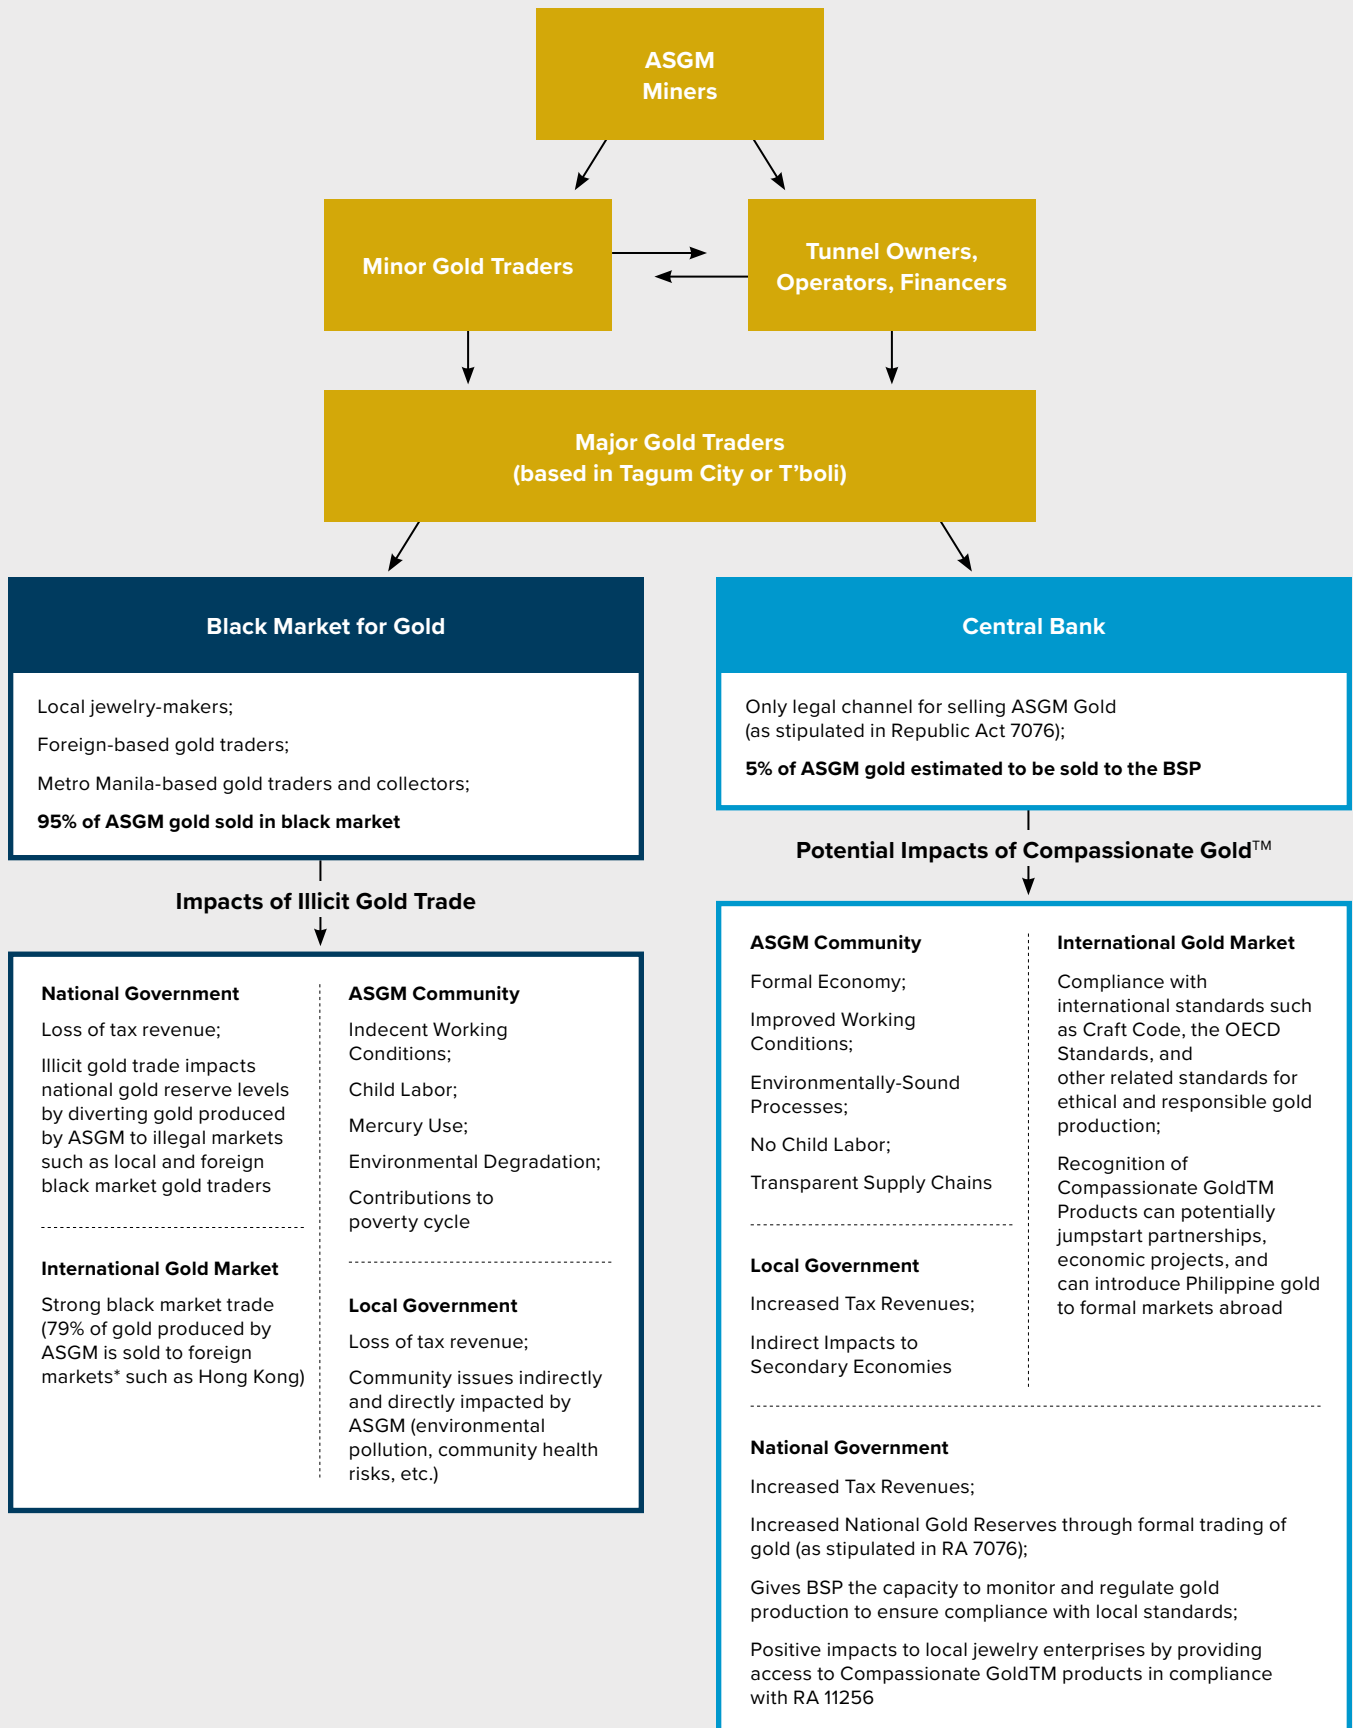 ASGM
Miners
Minor Gold Traders
Tunnel Owners,
Operators, Financers
Major Gold Traders
(based in Tagum City or T’boli)
Black Market for Gold
Local jewelry-makers;
Foreign-based gold traders;
Metro Manila-based gold traders and collectors;
95% of ASGM gold sold in black market
Impacts of Illicit Gold Trade
National Government
Loss of tax revenue;
Illicit gold trade impacts
national gold reserve levels
by diverting gold produced
by ASGM to illegal markets
such as local and foreign
black market gold traders
International Gold Market
Strong black market trade
(79% of gold produced by
ASGM is sold to foreign
markets* such as Hong Kong)
ASGM Community
Indecent Working
Conditions;
Child Labor;
Mercury Use;
Environmental Degradation;
Contributions to
poverty cycle
Local Government
Loss of tax revenue;
Community issues indirectly
and directly impacted by
ASGM (environmental
pollution, community health
risks, etc.)
Central Bank
Only legal channel for selling ASGM Gold
(as stipulated in Republic Act 7076);
5% of ASGM gold estimated to be sold to the BSP
Potential Impacts of Compassionate Gold™
ASGM Community
Formal Economy;
Improved Working
Conditions;
Environmentally-Sound
Processes;
No Child Labor;
Transparent Supply Chains
Local Government
Increased Tax Revenues;
Indirect Impacts to
Secondary Economies
International Gold Market
Compliance with
international standards such
as Craft Code, the OECD
Standards, and
other related standards for
ethical and responsible gold
production;
Recognition of
Compassionate GoldTM
Products can potentially
jumpstart partnerships,
economic projects, and
can introduce Philippine gold
to formal markets abroad
National Government
Increased Tax Revenues;
Increased National Gold Reserves through formal trading of
gold (as stipulated in RA 7076);
Gives BSP the capacity to monitor and regulate gold
production to ensure compliance with local standards;
Positive impacts to local jewelry enterprises by providing
access to Compassionate GoldTM products in compliance
with RA 11256